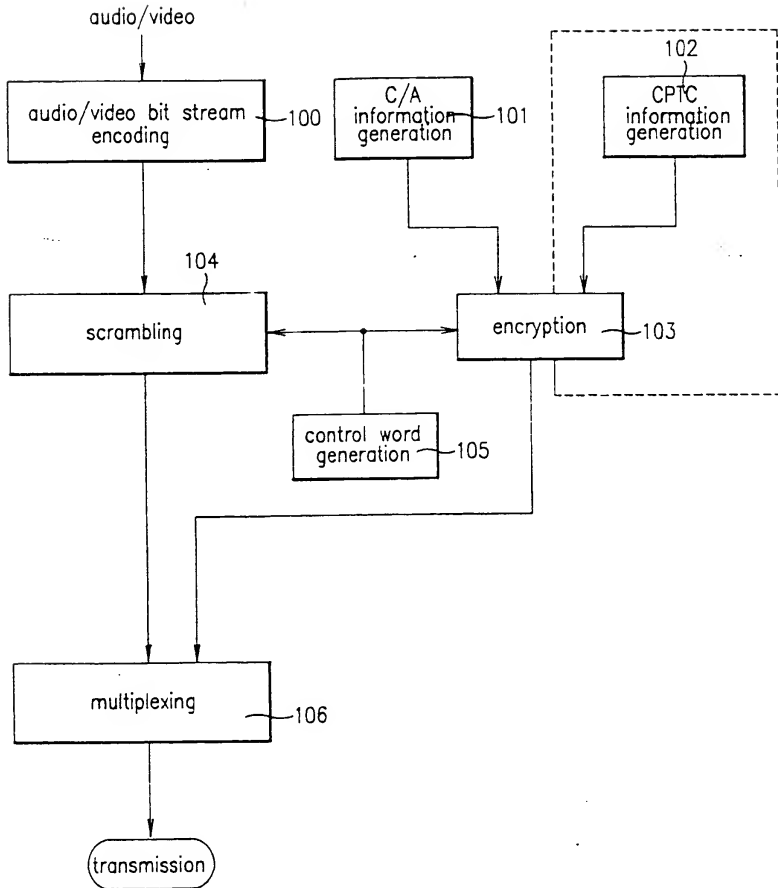 audio/video
audio/video bit stream
encoding
100
C/A
information
generation
101
102
CPTC
information
generation
104
scrambling
encryption
103
control word
generation
105
multiplexing
106
transmission